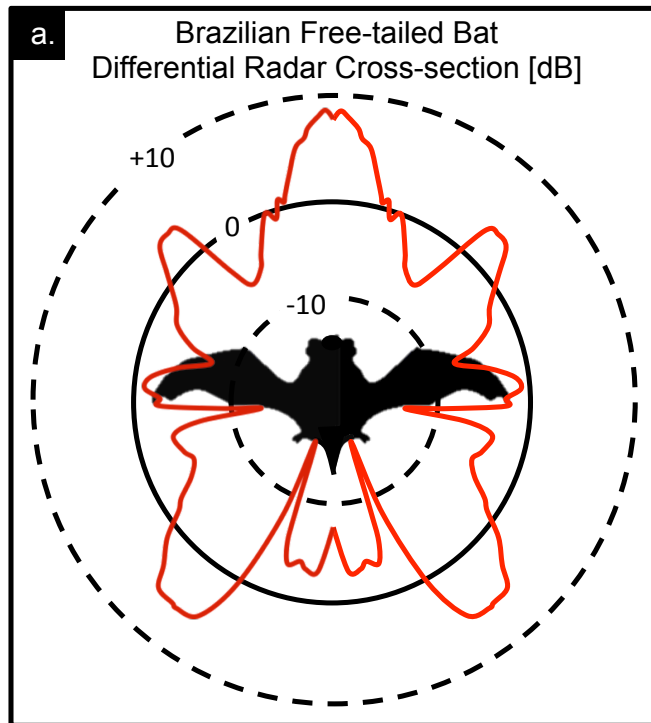 a.
Brazilian Free-tailed Bat
Differential Radar Cross-section [dB]
+10
0
-10